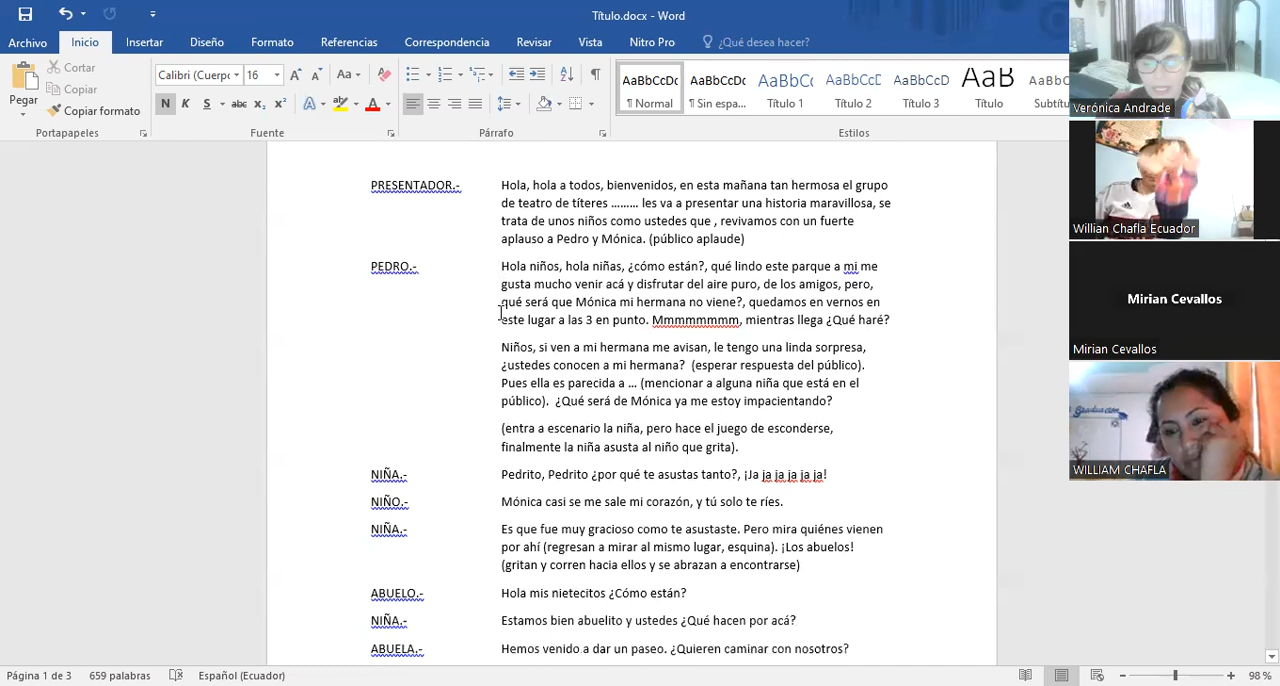 Título.docx - Word
Archivo Inicio Insertar Diseño Formato Referencias Correspondencia Revisar Vista Nitro Pro ¿Qué desea hacer?
Pegar
Cortar
Copiar
Copiar formato
Portapapeles
Calibri (Cuerpo 16
N K S abc x₂ x²
Fuente
Párrafo
AaBbCcDc AaBbCcDc AaBbCcD AaBbCcD AaBbCcD AaB AaBbCcD
¶ Normal ¶ Sin espa... Título 1 Título 2 Título 3 Título Subtítu
Estilos
PRESENTADOR.- Hola, hola a todos, bienvenidos, en esta mañana tan hermosa el grupo
de teatro de títeres ……… les va a presentar una historia maravillosa, se
trata de unos niños como ustedes que , revivamos con un fuerte
aplauso a Pedro y Mónica. (público aplaude)
PEDRO.- Hola niños, hola niñas, ¿cómo están?, qué lindo este parque a mi me
gusta mucho venir acá y disfrutar del aire puro, de los amigos, pero,
qué será que Mónica mi hermana no viene?, quedamos en vernos en
este lugar a las 3 en punto. Mmmmmmmm, mientras llega ¿Qué haré?
Niños, si ven a mi hermana me avisan, le tengo una linda sorpresa,
¿ustedes conocen a mi hermana? (esperar respuesta del público).
Pues ella es parecida a … (mencionar a alguna niña que está en el
público). ¿Qué será de Mónica ya me estoy impacientando?
(entra a escenario la niña, pero hace el juego de esconderse,
finalmente la niña asusta al niño que grita).
NIÑA.- Pedrito, Pedrito ¿por qué te asustas tanto?, ¡Ja ja ja ja ja ja!
NIÑO.- Mónica casi se me sale mi corazón, y tú solo te ríes.
NIÑA.- Es que fue muy gracioso como te asustaste. Pero mira quiénes vienen
por ahí (regresan a mirar al mismo lugar, esquina). ¡Los abuelos!
(gritan y corren hacia ellos y se abrazan a encontrarse)
ABUELO.- Hola mis nietecitos ¿Cómo están?
NIÑA.- Estamos bien abuelito y ustedes ¿Qué hacen por acá?
ABUELA.- Hemos venido a dar un paseo. ¿Quieren caminar con nosotros?
Página 1 de 3 659 palabras Español (Ecuador) 98 %
Verónica Andrade
Willian Chafla Ecuador
Mirian Cevallos
Mirian Cevallos
WILLIAM CHAFLA